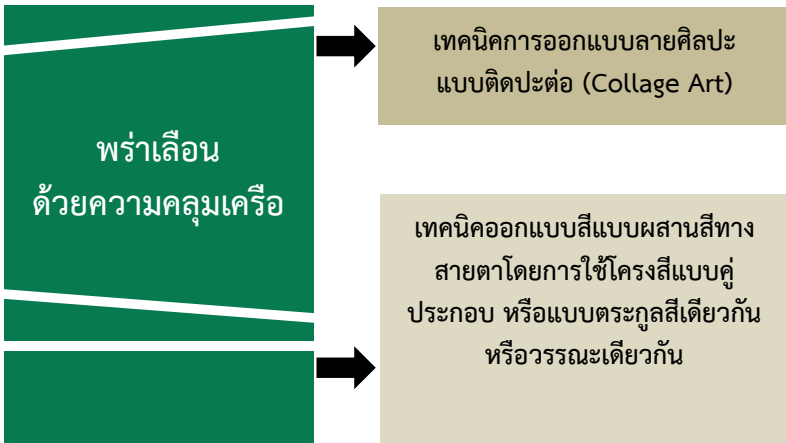 พร่าเลือน
ด้วยความคลุมเครือ
เทคนิคการออกแบบลายศิลปะ
แบบติดปะต่อ (Collage Art)
เทคนิคออกแบบสีแบบผสานสีทาง
สายตาโดยการใช้โครงสีแบบคู่
ประกอบ หรือแบบตระกูลสีเดียวกัน
หรือวรรณะเดียวกัน